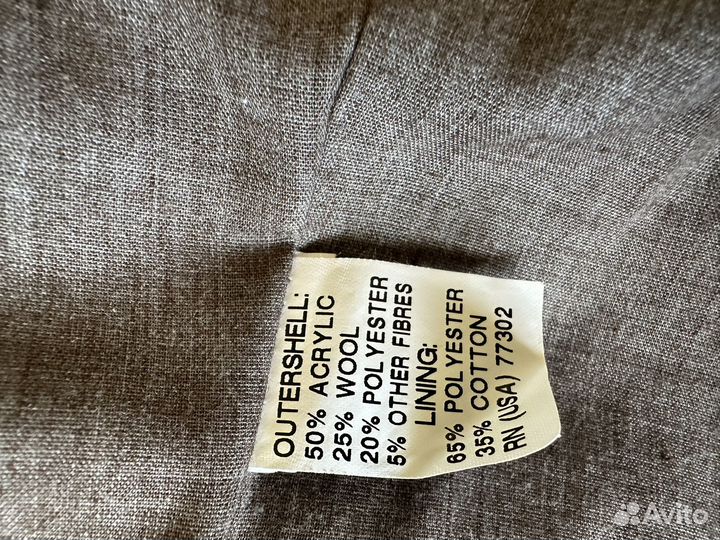 OUTERSHELL:
50% ACRYLIC
25% WOOL
20% POLYESTER
5% OTHER FIBRES
LINING:
65% POLYESTER
35% COTTON
RN (USA) 77302
Avito